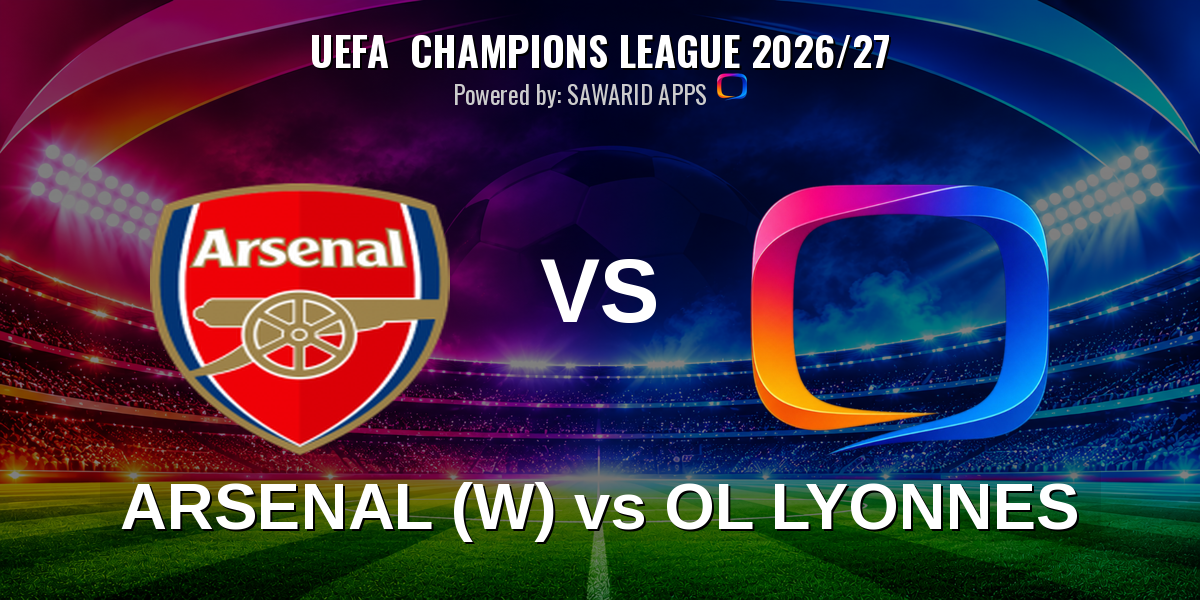 UEFA CHAMPIONS LEAGUE 2026/27
Powered by: SAWARID APPS
Arsenal
VS
ARSENAL (W) vs OL LYONNES